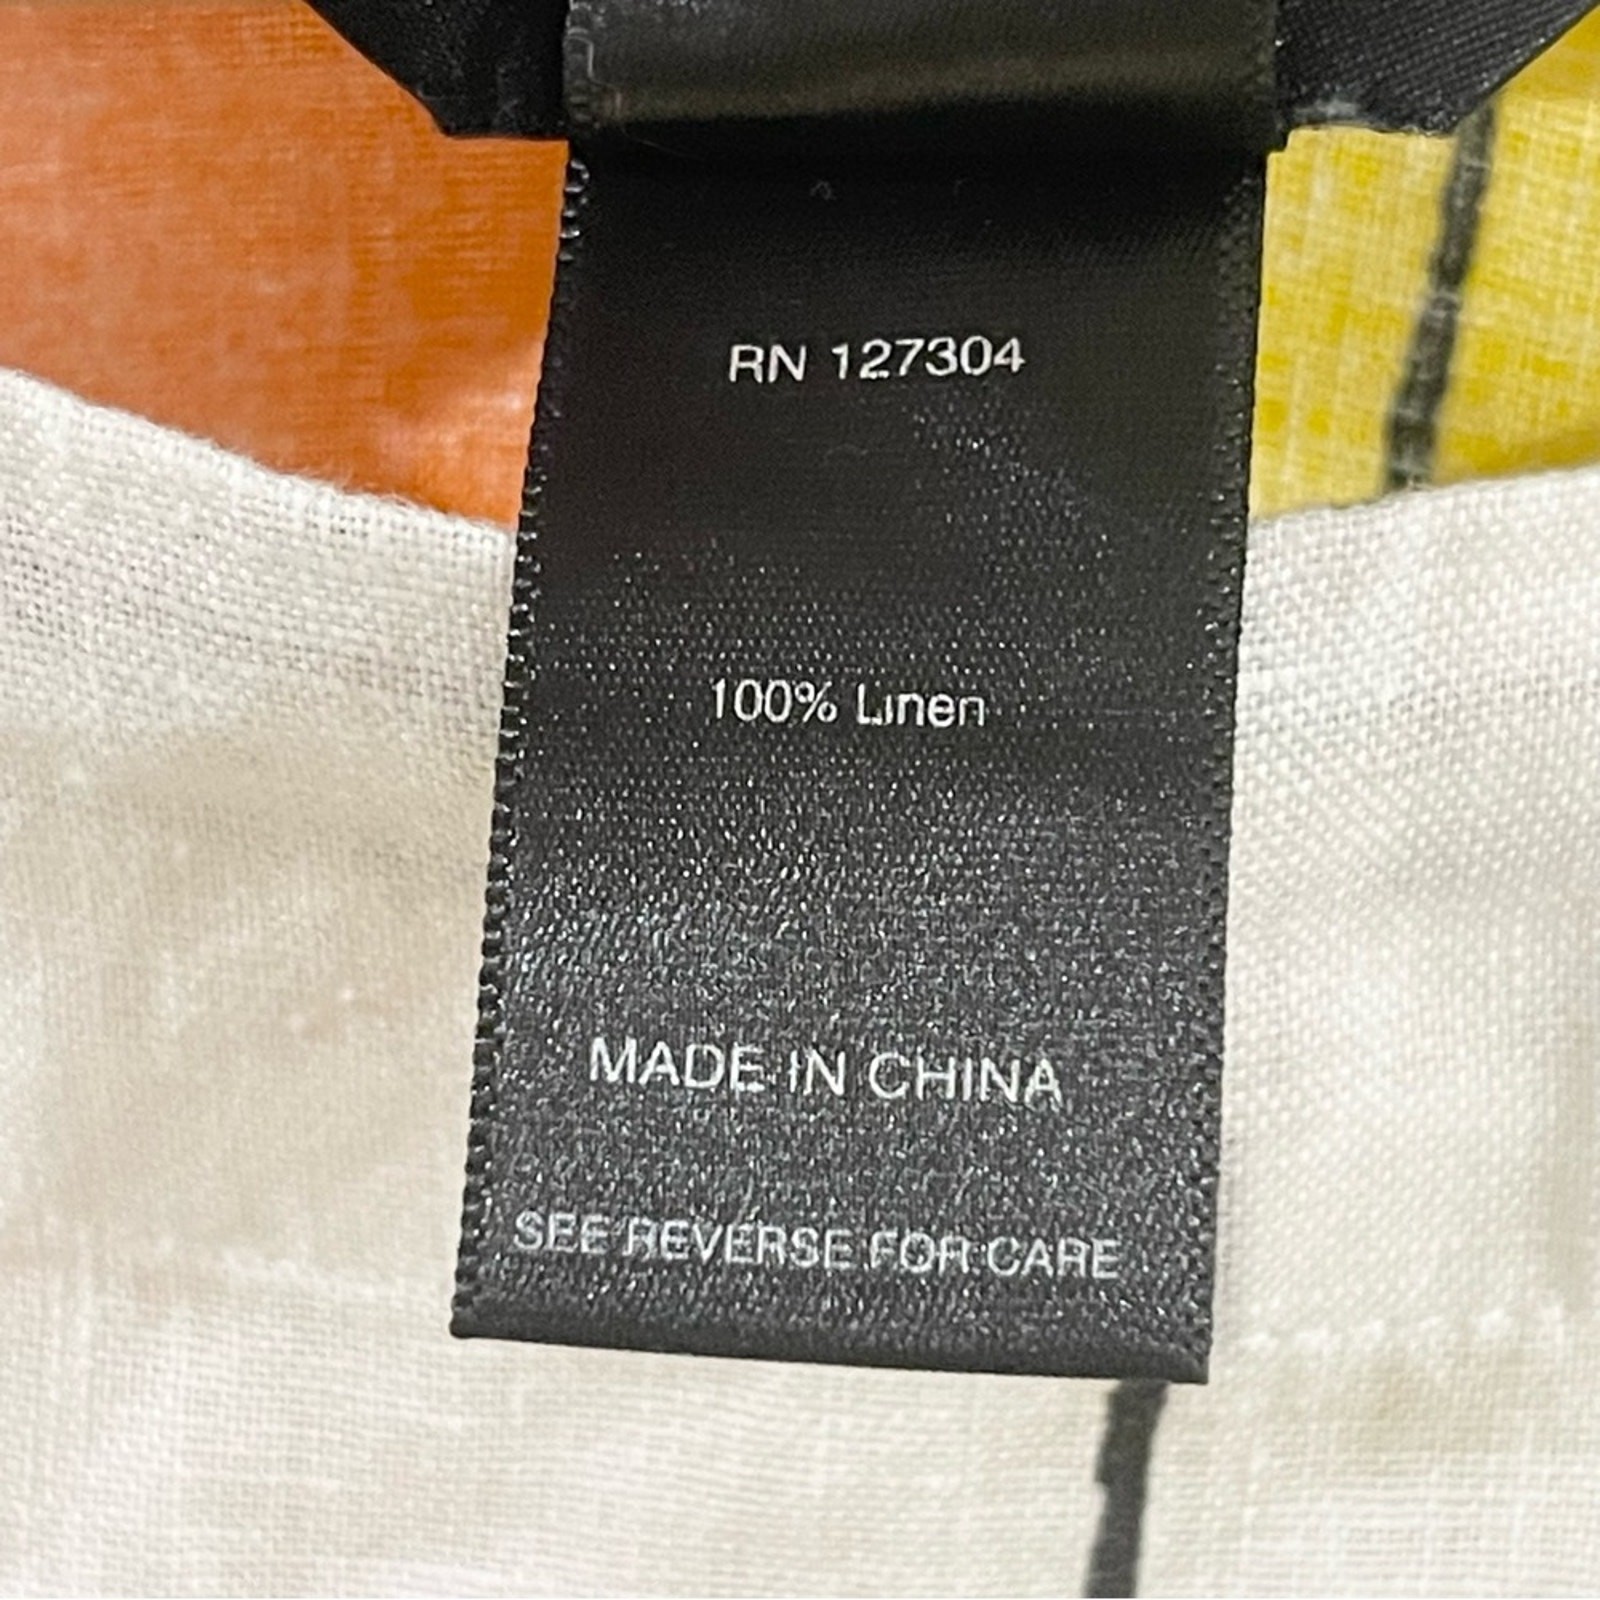 RN 127304
100% Linen
MADE IN CHINA
SEE REVERSE FOR CARE